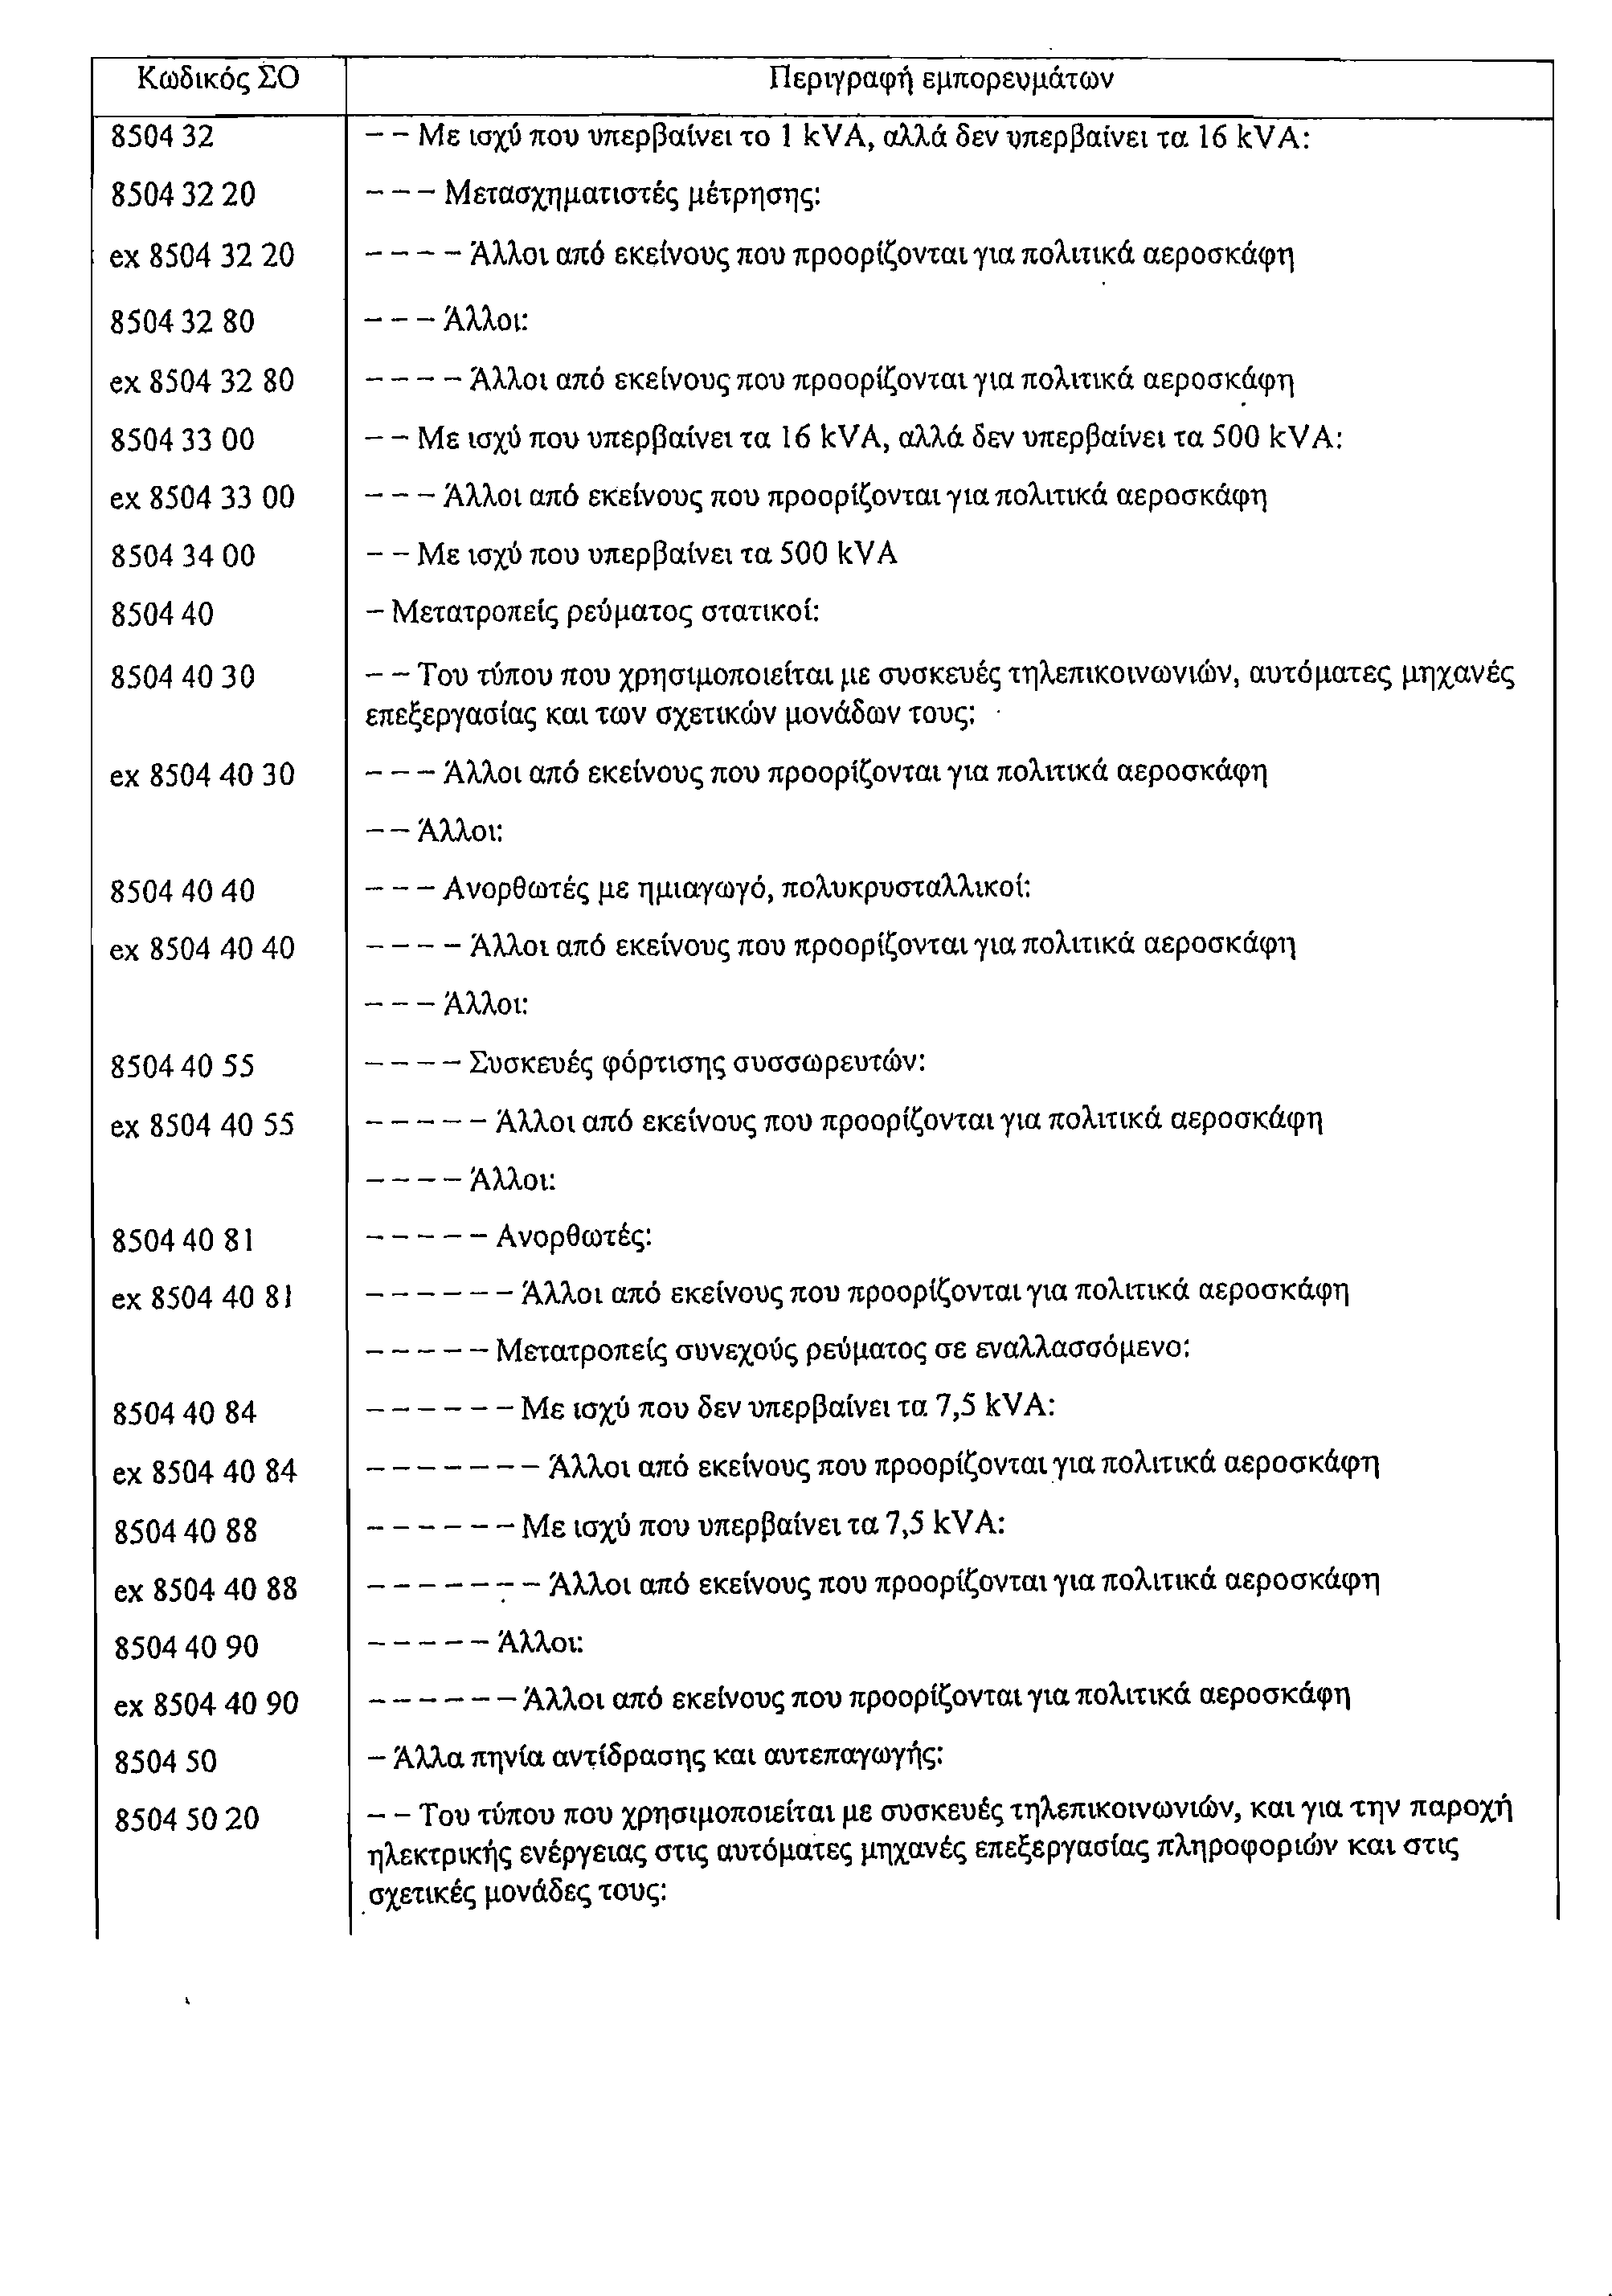 Κωδικός ΣΟ Περιγραφή εμπορευμάτων
8504 32 – – Με ισχύ που υπερβαίνει το 1 kVA, αλλά δεν υπερβαίνει τα 16 kVA:
8504 32 20 – – – Μετασχηματιστές μέτρησης:
ex 8504 32 20 – – – – Άλλοι από εκείνους που προορίζονται για πολιτικά αεροσκάφη
8504 32 80 – – – Άλλοι:
ex 8504 32 80 – – – – Άλλοι από εκείνους που προορίζονται για πολιτικά αεροσκάφη
8504 33 00 – – Με ισχύ που υπερβαίνει τα 16 kVA, αλλά δεν υπερβαίνει τα 500 kVA:
ex 8504 33 00 – – – Άλλοι από εκείνους που προορίζονται για πολιτικά αεροσκάφη
8504 34 00 – – Με ισχύ που υπερβαίνει τα 500 kVA
8504 40 – Μετατροπείς ρεύματος στατικοί:
8504 40 30 – – Του τύπου που χρησιμοποιείται με συσκευές τηλεπικοινωνιών, αυτόματες μηχανές
επεξεργασίας και των σχετικών μονάδων τους:
ex 8504 40 30 – – – Άλλοι από εκείνους που προορίζονται για πολιτικά αεροσκάφη
– – Άλλοι:
8504 40 40 – – – Ανορθωτές με ημιαγωγό, πολυκρυσταλλικοί:
ex 8504 40 40 – – – – Άλλοι από εκείνους που προορίζονται για πολιτικά αεροσκάφη
– – – Άλλοι:
8504 40 55 – – – – Συσκευές φόρτισης συσσωρευτών:
ex 8504 40 55 – – – – – Άλλοι από εκείνους που προορίζονται για πολιτικά αεροσκάφη
– – – – Άλλοι:
8504 40 81 – – – – – Ανορθωτές:
ex 8504 40 81 – – – – – – Άλλοι από εκείνους που προορίζονται για πολιτικά αεροσκάφη
– – – – – Μετατροπείς συνεχούς ρεύματος σε εναλλασσόμενο:
8504 40 84 – – – – – – Με ισχύ που δεν υπερβαίνει τα 7,5 kVA:
ex 8504 40 84 – – – – – – – Άλλοι από εκείνους που προορίζονται για πολιτικά αεροσκάφη
8504 40 88 – – – – – – Με ισχύ που υπερβαίνει τα 7,5 kVA:
ex 8504 40 88 – – – – – – – Άλλοι από εκείνους που προορίζονται για πολιτικά αεροσκάφη
8504 40 90 – – – – – Άλλοι:
ex 8504 40 90 – – – – – – Άλλοι από εκείνους που προορίζονται για πολιτικά αεροσκάφη
8504 50 – Άλλα πηνία αντίδρασης και αυτεπαγωγής:
8504 50 20 – – Του τύπου που χρησιμοποιείται με συσκευές τηλεπικοινωνιών, και για την παροχή
ηλεκτρικής ενέργειας στις αυτόματες μηχανές επεξεργασίας πληροφοριών και στις
σχετικές μονάδες τους: